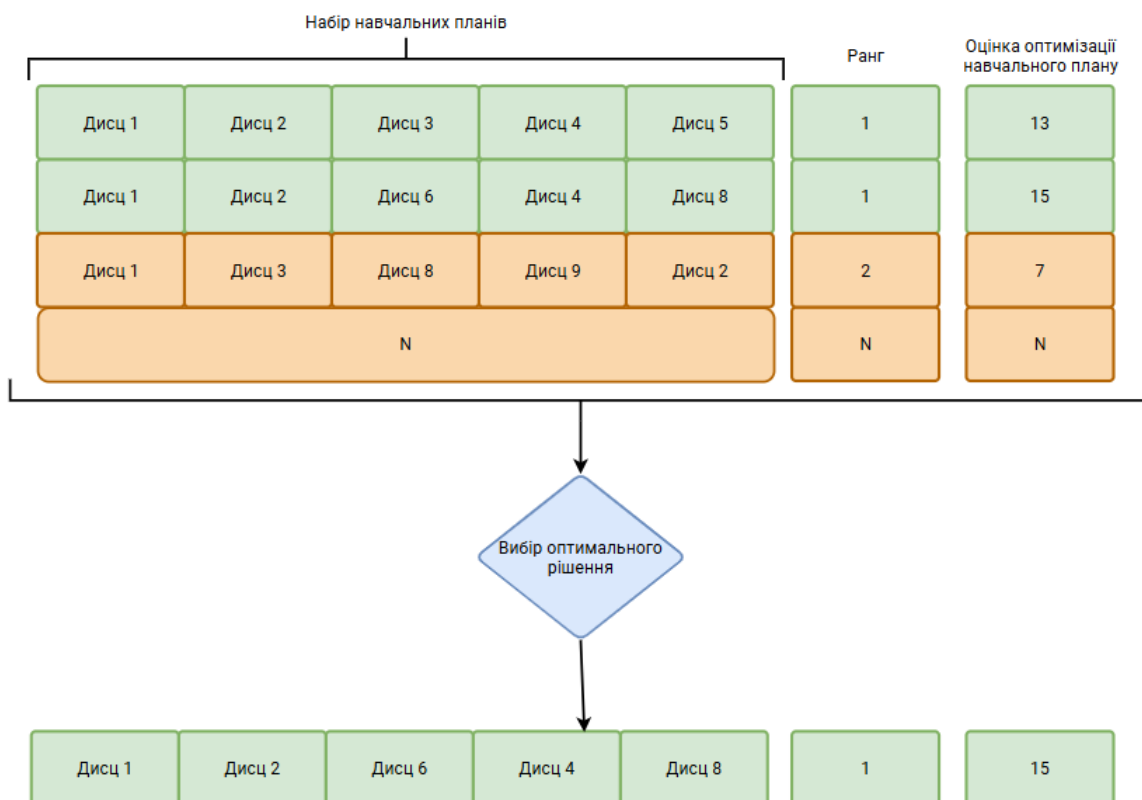 Набір навчальних планів
Ранг
Оцінка оптимізації
навчального плану
Дисц 1 Дисц 2 Дисц 3 Дисц 4 Дисц 5 1 13
Дисц 1 Дисц 2 Дисц 6 Дисц 4 Дисц 8 1 15
Дисц 1 Дисц 3 Дисц 8 Дисц 9 Дисц 2 2 7
N N N
Вибір оптимального
рішення
Дисц 1 Дисц 2 Дисц 6 Дисц 4 Дисц 8 1 15